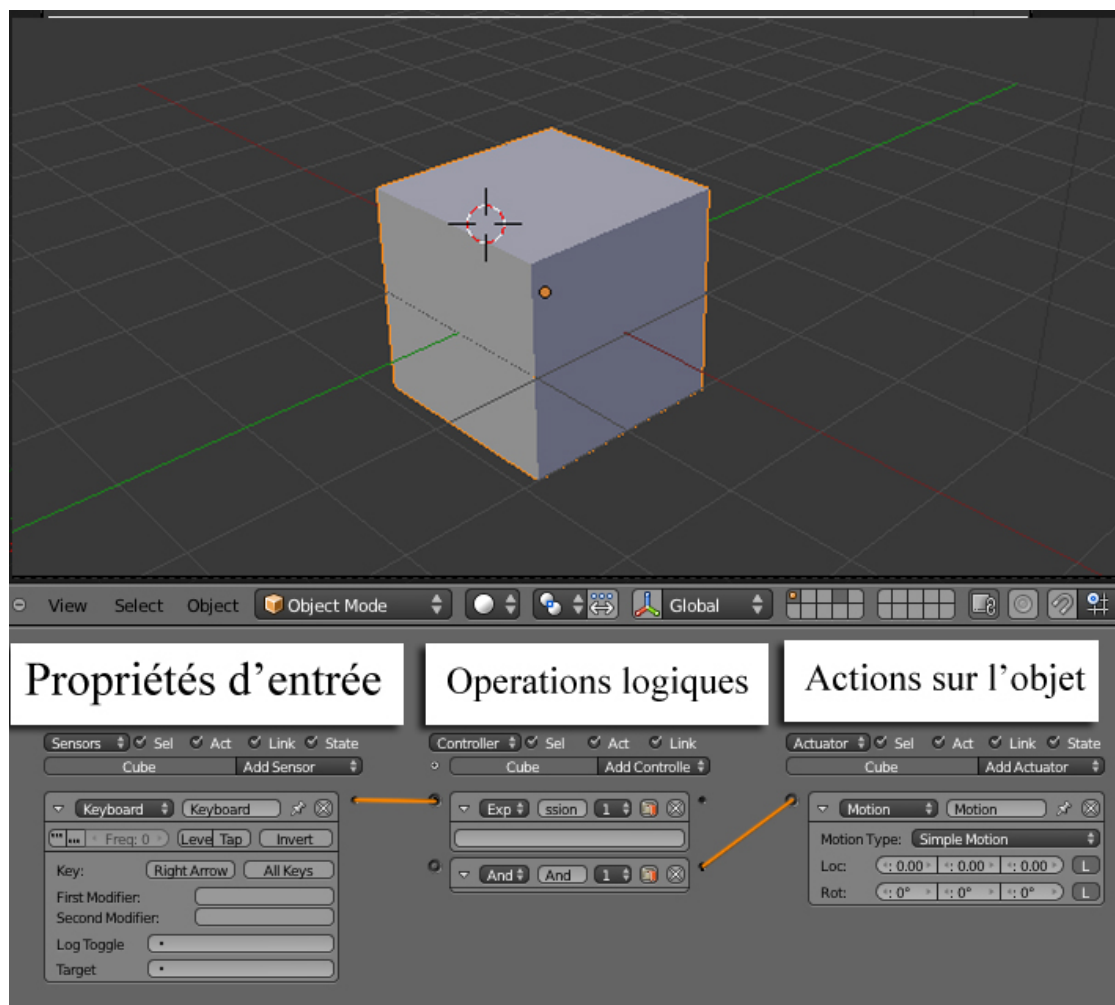 View Select Object Object Mode Global
Propriétés d'entrée Operations logiques Actions sur l'objet
Sensors Sel Act Link State Controller Sel Act Link Actuator Sel Act Link State
Cube Add Sensor Cube Add Controlle Cube Add Actuator
Keyboard Keyboard
Freq: 0 Leve Tap Invert
Key: Right Arrow All Keys
First Modifier:
Second Modifier:
Log Toggle
Target
Exp ssion 1
And And 1
Motion Motion
Motion Type: Simple Motion
Loc: : 0.00 : 0.00 : 0.00 L
Rot: : 0° : 0° : 0° L